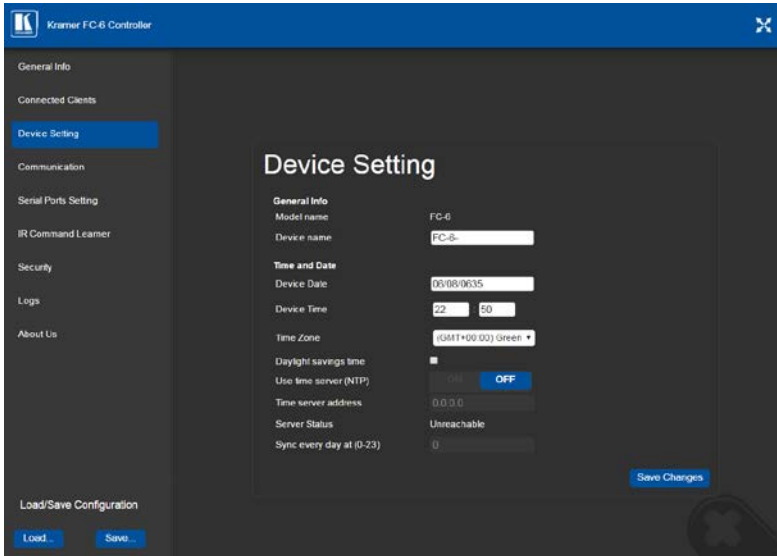 Kramer FC-6 Controller
General Info
Connected Clients
Device Setting
Communication
Serial Ports Setting
IR Command Learner
Security
Logs
About Us
Load/Save Configuration
Load... Save...
Device Setting
General Info
Model name FC-6
Device name FC-6-
Time and Date
Device Date 06/08/0635
Device Time 22 : 50
Time Zone (GMT+00:00) Green
Daylight savings time
Use time server (NTP) ON OFF
Time server address 0.0.0.0
Server Status Unreachable
Sync every day at (0-23) 0
Save Changes